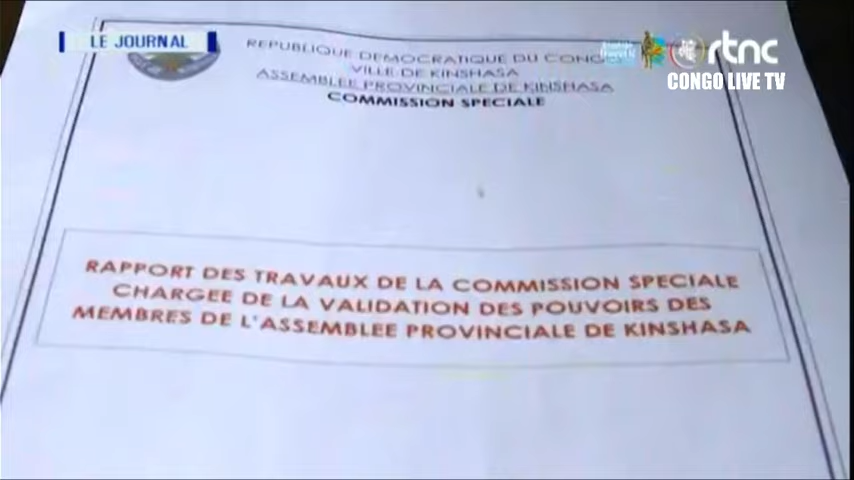 LE JOURNAL
rtnc
CONGO LIVE TV
REPUBLIQUE DEMOCRATIQUE DU CONGO
VILLE DE KINSHASA
ASSEMBLEE PROVINCIALE DE KINSHASA
COMMISSION SPECIALE
RAPPORT DES TRAVAUX DE LA COMMISSION SPECIALE
CHARGEE DE LA VALIDATION DES POUVOIRS DES
MEMBRES DE L'ASSEMBLEE PROVINCIALE DE KINSHASA